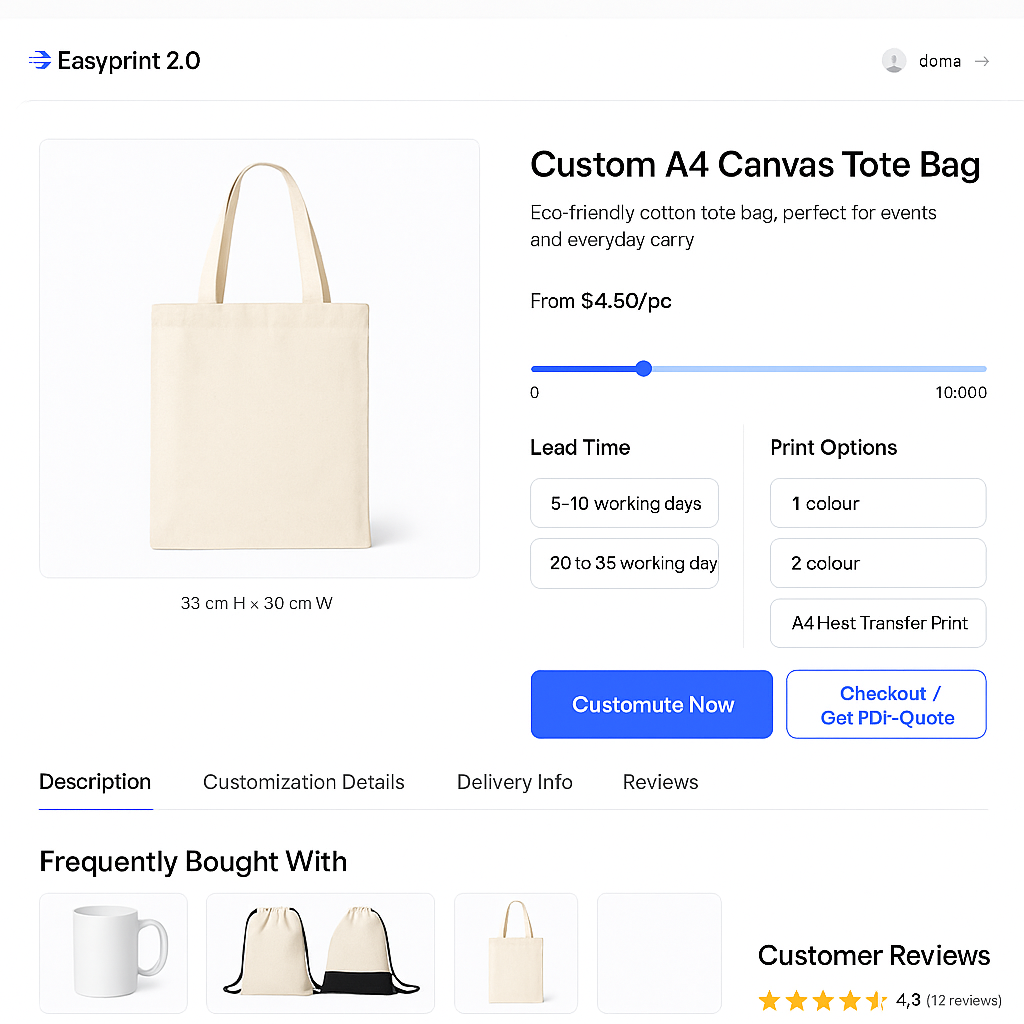 Easyprint 2.0
doma →
Custom A4 Canvas Tote Bag
Eco-friendly cotton tote bag, perfect for events
and everyday carry
From $4.50/pc
0
10:000
33 cm H × 30 cm W
Lead Time
5–10 working days
20 to 35 working day
Print Options
1 colour
2 colour
A4 Hest Transfer Print
Customute Now
Checkout /
Get PDi-Quote
Description
Customization Details
Delivery Info
Reviews
Frequently Bought With
Customer Reviews
4,3 (12 reviews)